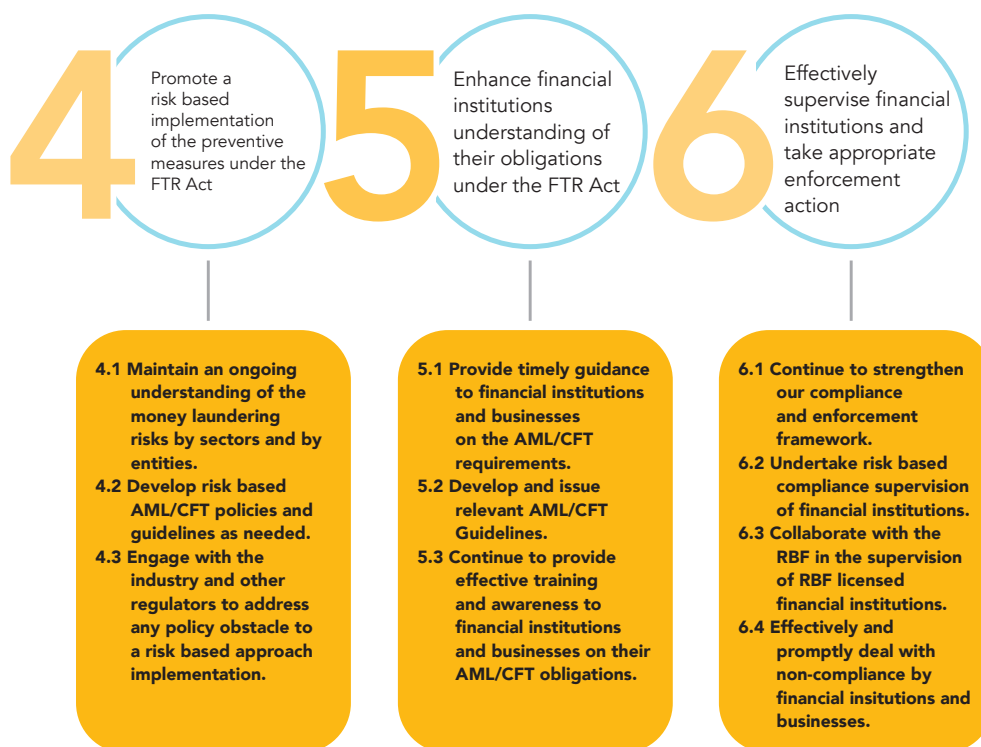 4
Promote a
risk based
implementation
of the preventive
measures under the
FTR Act
5
Enhance financial
institutions
understanding of
their obligations
under the FTR Act
6
Effectively
supervise financial
institutions and
take appropriate
enforcement
action
4.1 Maintain an ongoing
understanding of the
money laundering
risks by sectors and by
entities.
4.2 Develop risk based
AML/CFT policies and
guidelines as needed.
4.3 Engage with the
industry and other
regulators to address
any policy obstacle to
a risk based approach
implementation.
5.1 Provide timely guidance
to financial institutions
and businesses
on the AML/CFT
requirements.
5.2 Develop and issue
relevant AML/CFT
Guidelines.
5.3 Continue to provide
effective training
and awareness to
financial institutions
and businesses on their
AML/CFT obligations.
6.1 Continue to strengthen
our compliance
and enforcement
framework.
6.2 Undertake risk based
compliance supervision
of financial institutions.
6.3 Collaborate with the
RBF in the supervision
of RBF licensed
financial institutions.
6.4 Effectively and
promptly deal with
non-compliance by
financial insitutions and
businesses.